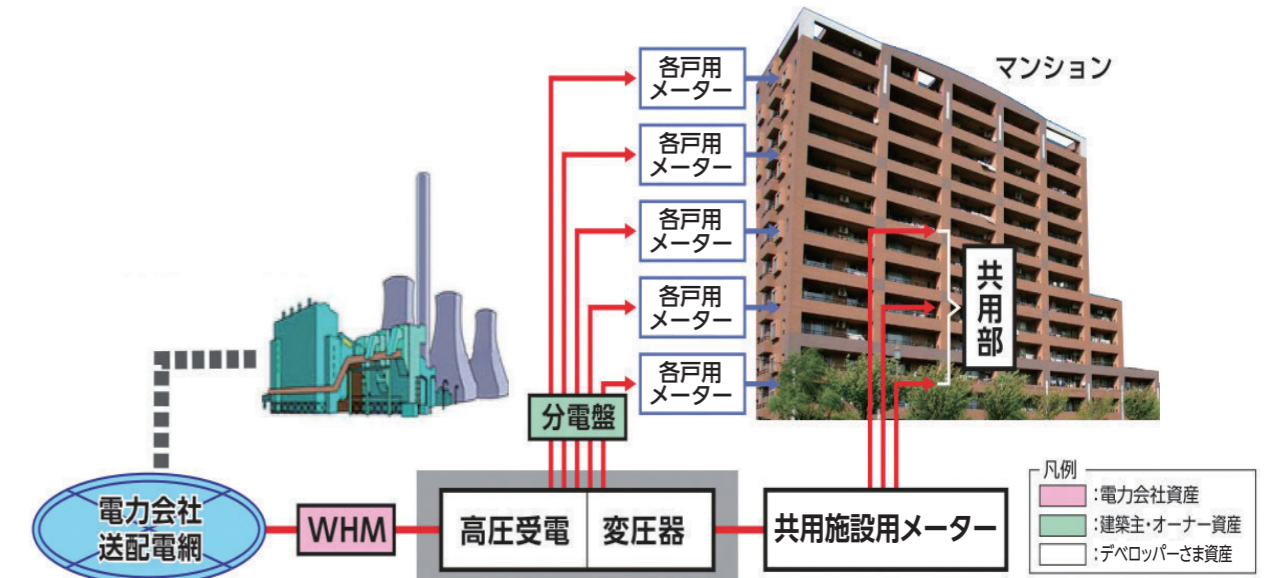 各戸用
メーター
マンション
各戸用
メーター
各戸用
メーター
共用部
各戸用
メーター
各戸用
メーター
分電盤
電力会社
送配電網
WHM
高圧受電
変圧器
共用施設用メーター
凡例
:電力会社資産
:建築主・オーナー資産
:デベロッパーさま資産